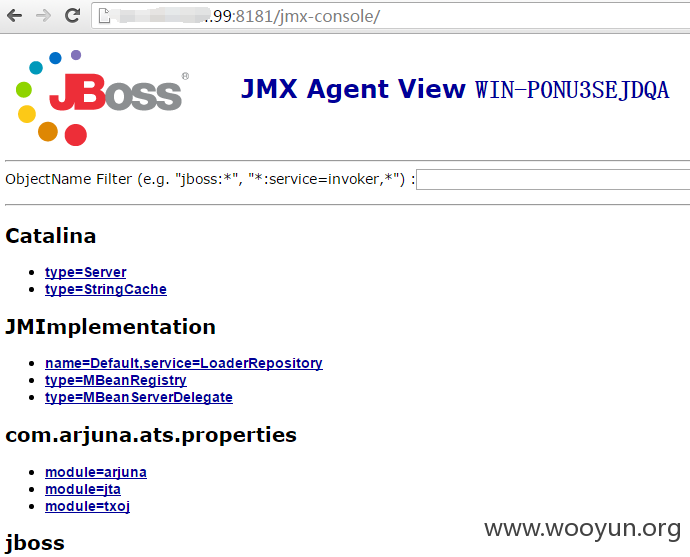 .99:8181/jmx-console/
JBoss®
JMX Agent View WIN-P0NU3SEJDQA
ObjectName Filter (e.g. "jboss:*", "*:service=invoker,*") :
Catalina
type=Server
type=StringCache
JMImplementation
name=Default,service=LoaderRepository
type=MBeanRegistry
type=MBeanServerDelegate
com.arjuna.ats.properties
module=arjuna
module=jta
module=txoj
www.wooyun.org
jboss